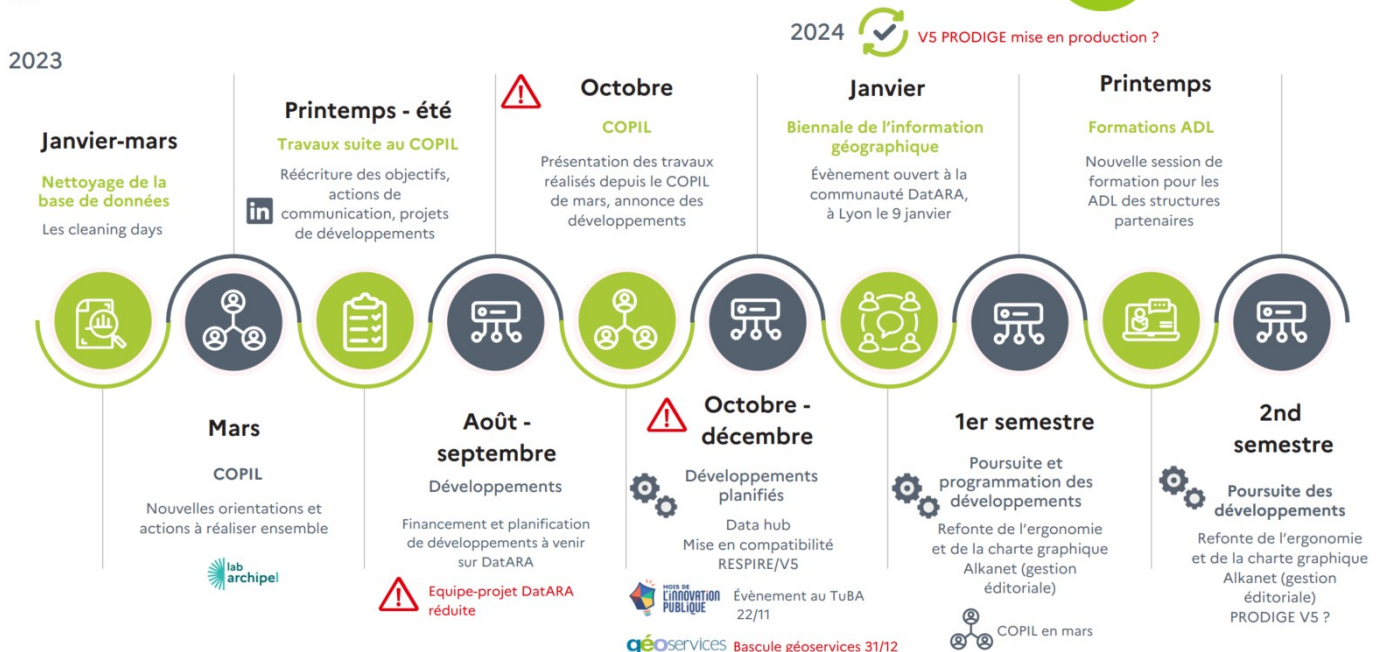 2023
2024
V5 PRODIGE mise en production ?
Janvier-mars
Nettoyage de la
base de données
Les cleaning days
Printemps - été
Travaux suite au COPIL
Réécriture des objectifs,
actions de
in
communication, projets
de développements
Octobre
COPIL
Présentation des travaux
réalisés depuis le COPIL
de mars, annonce des
développements
Janvier
Biennale de l'information
géographique
Évènement ouvert à la
communauté DatARA,
à Lyon le 9 janvier
Printemps
Formations ADL
Nouvelle session de
formation pour les
ADL des structures
partenaires
Mars
COPIL
Nouvelles orientations et
actions à réaliser ensemble
lab
archipel
Août -
septembre
Développements
Financement et planification
de développements à venir
sur DatARA
Equipe-projet DatARA
réduite
Octobre -
décembre
Développements
planifiés
Data hub
Mise en compatibilité
RESPIRE/V5
MOIS DE
L'INNOVATION
PUBLIQUE
Évènement au TuBA
22/11
géoservices Bascule géoservices 31/12
1er semestre
Poursuite et
programmation des
développements
Refonte de l'ergonomie
et de la charte graphique
Alkanet (gestion
éditoriale)
COPIL en mars
2nd
semestre
Poursuite des
développements
Refonte de l'ergonomie
et de la charte graphique
Alkanet (gestion
éditoriale)
PRODIGE V5 ?